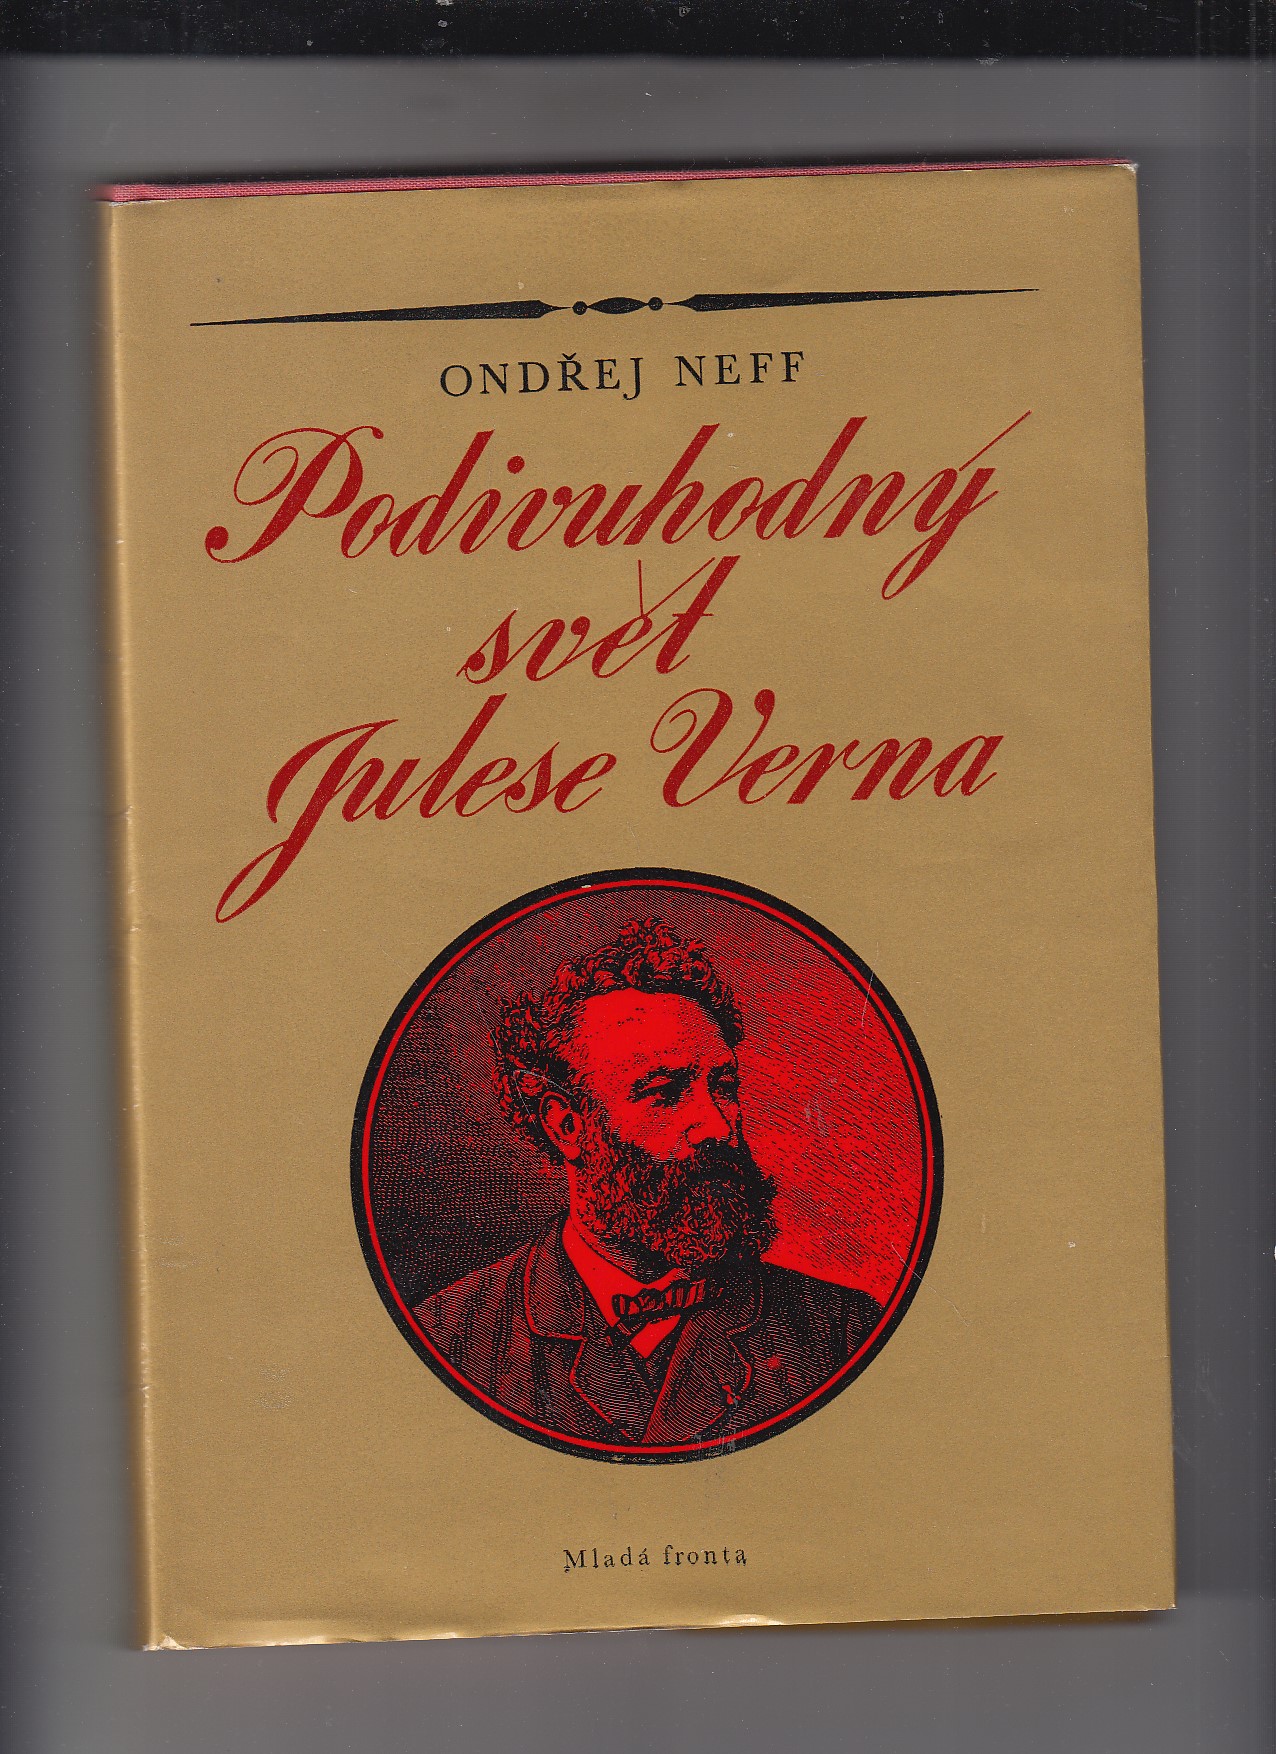 ONDŘEJ NEFF
Podivuhodný
svět
Julese Verna
Mladá fronta